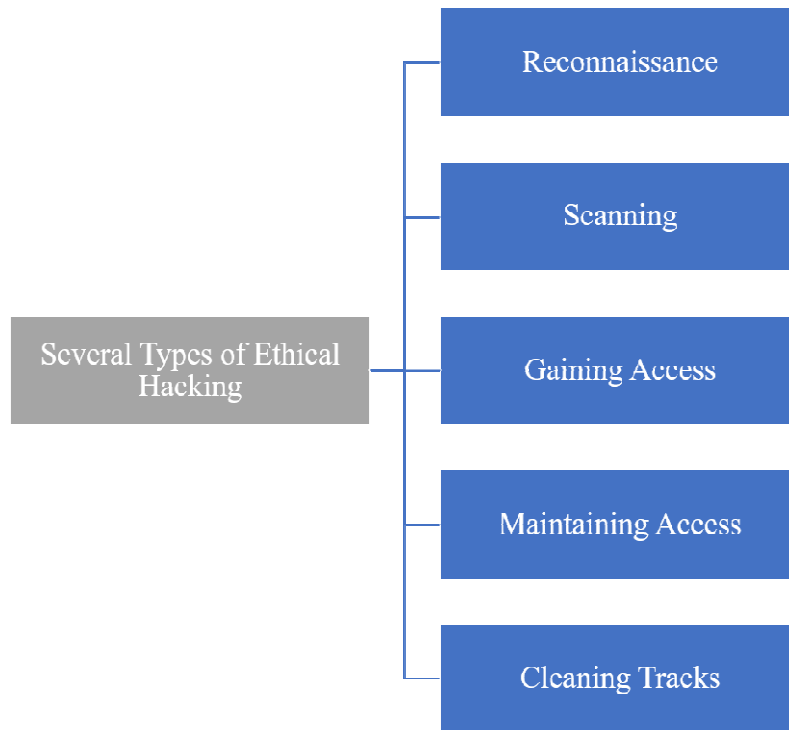 Reconnaissance
Scanning
Several Types of Ethical
Hacking
Gaining Access
Maintaining Access
Cleaning Tracks